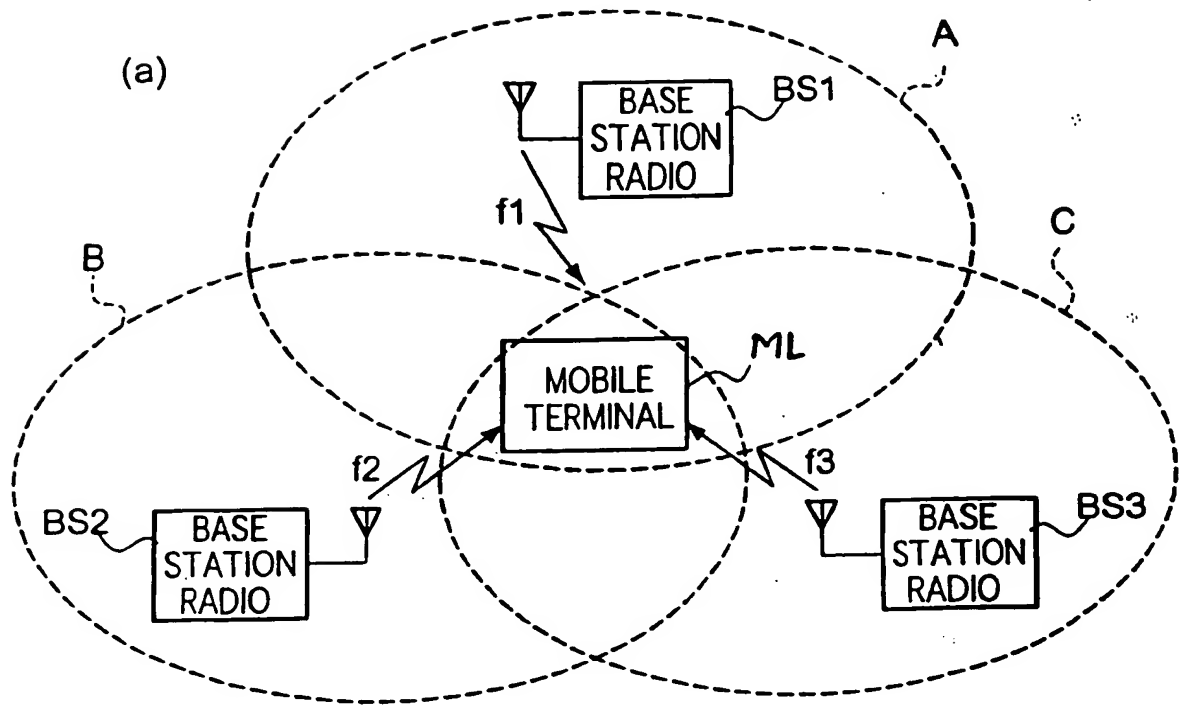 (a)
A
BASE
STATION
RADIO
BS1
f1
B
C
MOBILE
TERMINAL
ML
f2
f3
BS2
BASE
STATION
RADIO
BASE
STATION
RADIO
BS3